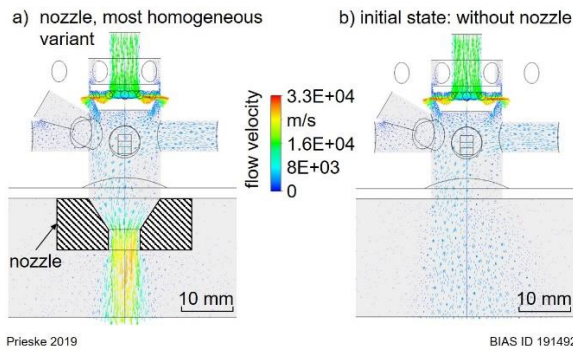 a) nozzle, most homogeneous
variant
b) initial state: without nozzle
flow velocity
3.3E+04
m/s
1.6E+04
8E+03
0
nozzle
10 mm
10 mm
Prieske 2019
BIAS ID 191492